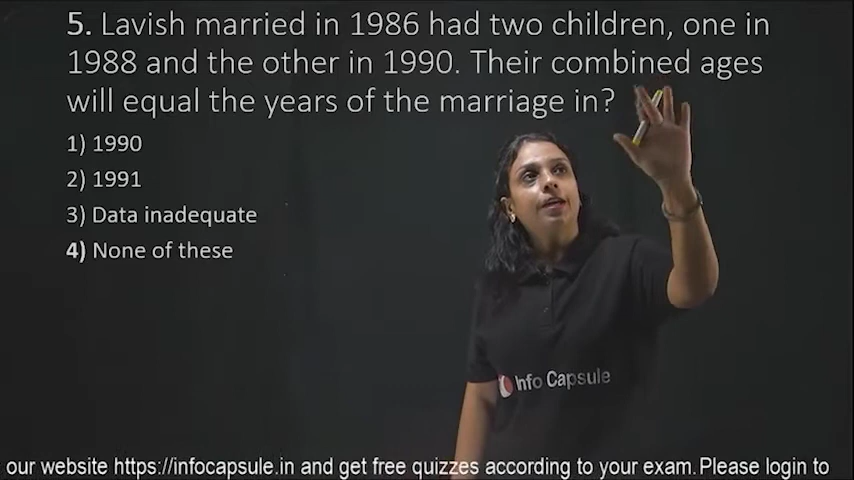 5. Lavish married in 1986 had two children, one in
1988 and the other in 1990. Their combined ages
will equal the years of the marriage in?
1) 1990
2) 1991
3) Data inadequate
4) None of these
Info Capsule
our website https://infocapsule.in and get free quizzes according to your exam.Please login to